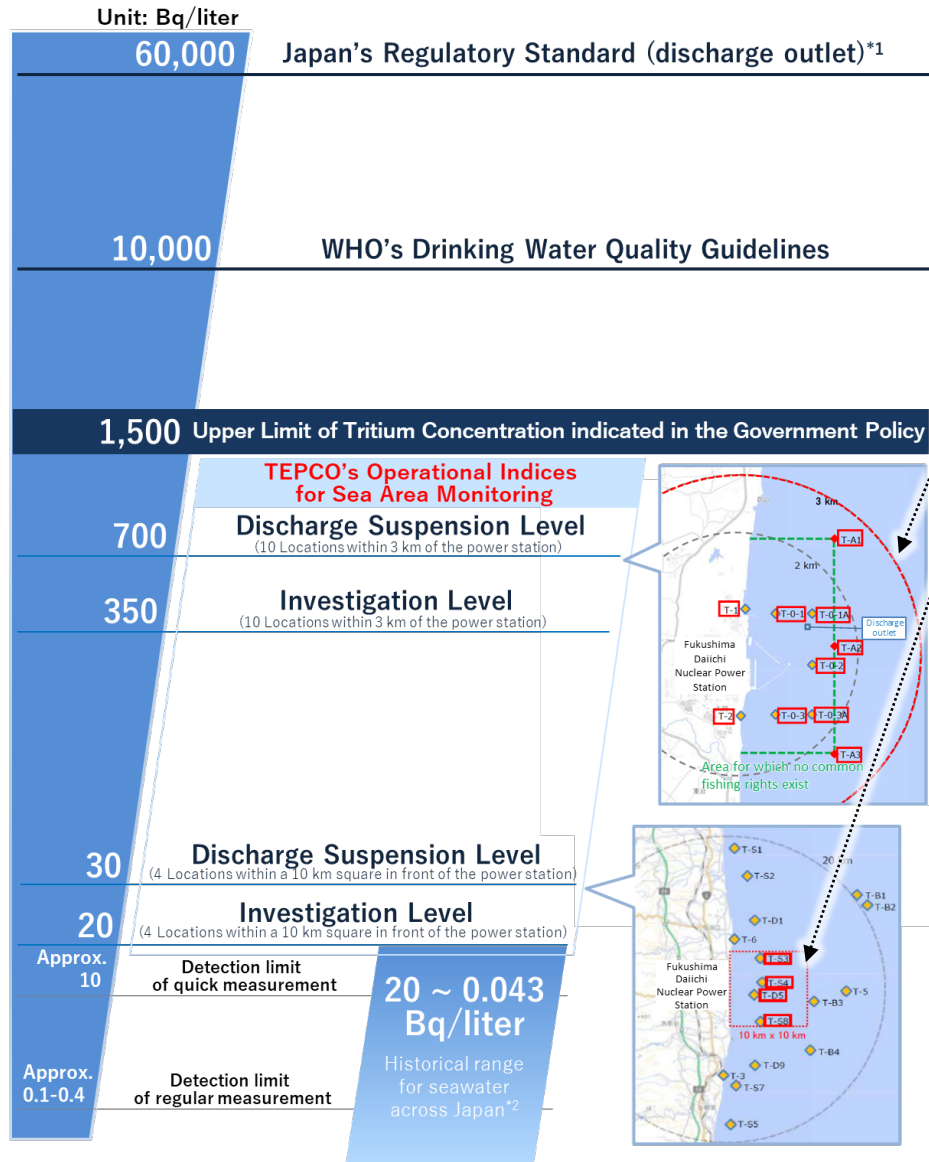 Unit: Bq/liter
60,000
Japan's Regulatory Standard (discharge outlet)*1
10,000
WHO's Drinking Water Quality Guidelines
1,500
Upper Limit of Tritium Concentration indicated in the Government Policy
TEPCO's Operational Indices
for Sea Area Monitoring
700
Discharge Suspension Level
(10 Locations within 3 km of the power station)
350
Investigation Level
(10 Locations within 3 km of the power station)
3 km
T-A1
2 km
T-1
T-0-1
T-0-1A
Discharge
outlet
Fukushima
Daiichi
Nuclear Power
Station
T-A2
T-0-2
T-2
T-0-3
T-0-3A
T-A3
Area for which no common
fishing rights exist
30
Discharge Suspension Level
(4 Locations within a 10 km square in front of the power station)
20
Investigation Level
(4 Locations within a 10 km square in front of the power station)
Approx.
10
Detection limit
of quick measurement
20 ~ 0.043
Bq/liter
Historical range
for seawater
across Japan*2
Approx.
0.1-0.4
Detection limit
of regular measurement
T-S1
20 km
T-S2
T-B1
T-B2
T-D1
T-6
T-S3
Fukushima
Daiichi
Nuclear Power
Station
T-S4
T-D5
T-5
T-B3
T-S8
10 km x 10 km
T-B4
T-D9
T-3
T-S7
T-S5